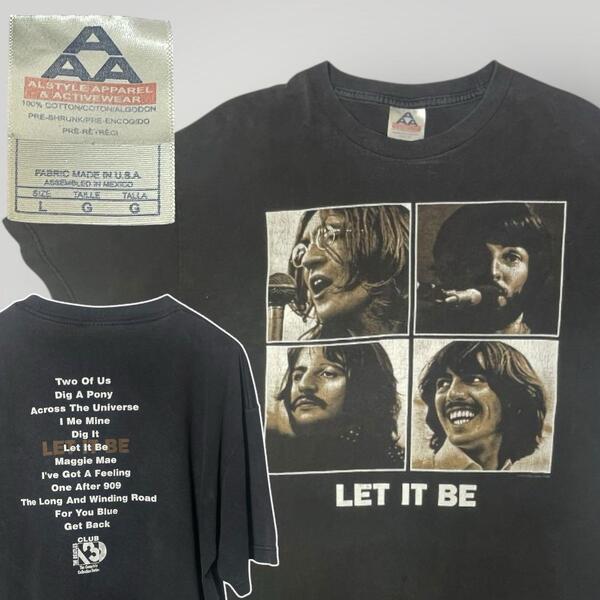 AAA
ALSTYLE APPAREL
& ACTIVEWEAR
100% COTTON/COTON/ALGODON
PRE-SHRUNK/PRE-ENCOGIDO
PRÉ-RÉTRÉCI
FABRIC MADE IN U.S.A.
ASSEMBLED IN MEXICO
SIZE TAILLE TALLA
L G G
LET IT BE
Two Of Us
Dig A Pony
Across The Universe
I Me Mine
Dig It
Let It Be
Maggie Mae
I've Got A Feeling
One After 909
The Long And Winding Road
For You Blue
Get Back
CLUB
LET IT BE